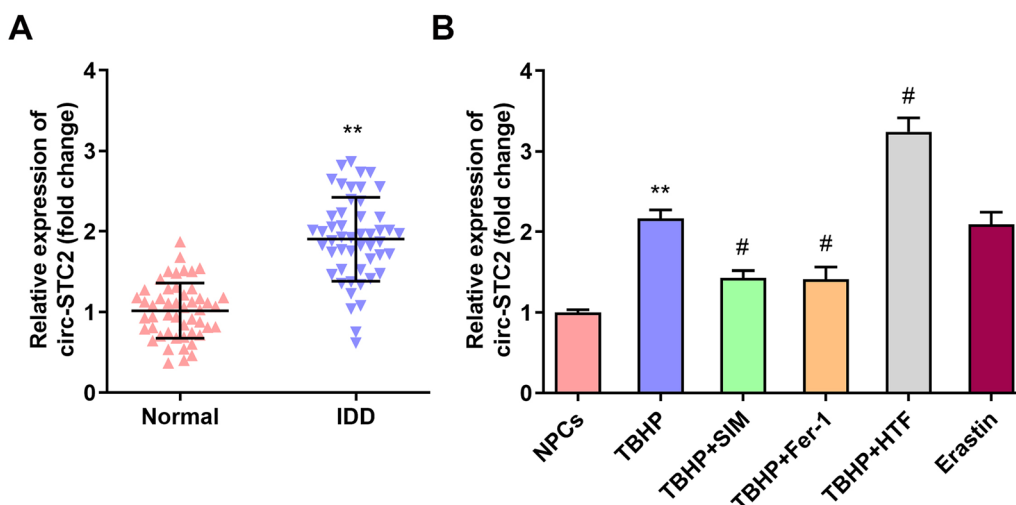 A
Relative expression of
circ-STC2 (fold change)
4
3
2
1
0
**
Normal
IDD
B
Relative expression of
circ-STC2 (fold change)
4
3
2
1
0
**
#
#
#
NPCs
TBHP
TBHP+SIM
TBHP+Fer-1
TBHP+HTF
Erastin